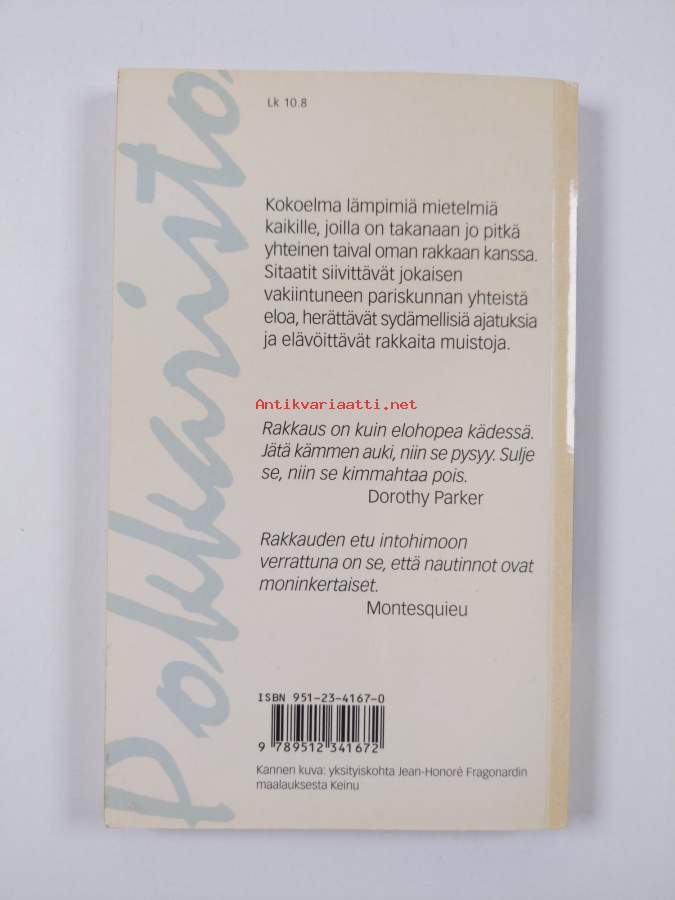 Pokkaristo
Lk 10.8
Kokoelma lämpimiä mietelmiä
kaikille, joilla on takanaan jo pitkä
yhteinen taival oman rakkaan kanssa.
Sitaatit siivittävät jokaisen
vakiintuneen pariskunnan yhteistä
eloa, herättävät sydämellisiä ajatuksia
ja elävöittävät rakkaita muistoja.
Antikvariaatti.net
Rakkaus on kuin elohopea kädessä.
Jätä kämmen auki, niin se pysyy. Sulje
se, niin se kimmahtaa pois.
Dorothy Parker
Rakkauden etu intohimoon
verrattuna on se, että nautinnot ovat
moninkertaiset.
Montesquieu
ISBN 951-23-4167-0
9 789512 341672
Kannen kuva: yksityiskohta Jean-Honoré Fragonardin
maalauksesta Keinu